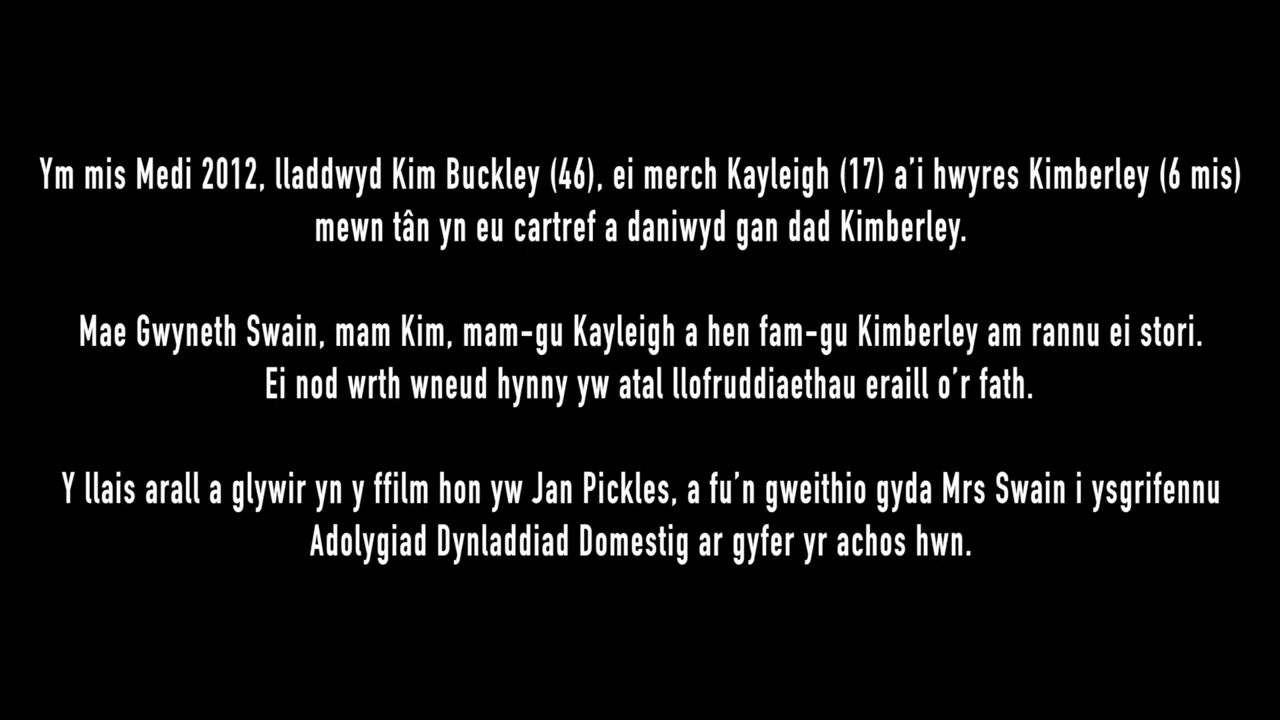 Ym mis Medi 2012, lladdwyd Kim Buckley (46), ei merch Kayleigh (17) a’i hwyres Kimberley (6 mis)
mewn tân yn eu cartref a daniwyd gan dad Kimberley.
Mae Gwyneth Swain, mam Kim, mam-gu Kayleigh a hen fam-gu Kimberley am rannu ei stori.
Ei nod wrth wneud hynny yw atal llofruddiaethau eraill o’r fath.
Y llais arall a glywir yn y ffilm hon yw Jan Pickles, a fu’n gweithio gyda Mrs Swain i ysgrifennu
Adolygiad Dynladdiad Domestig ar gyfer yr achos hwn.